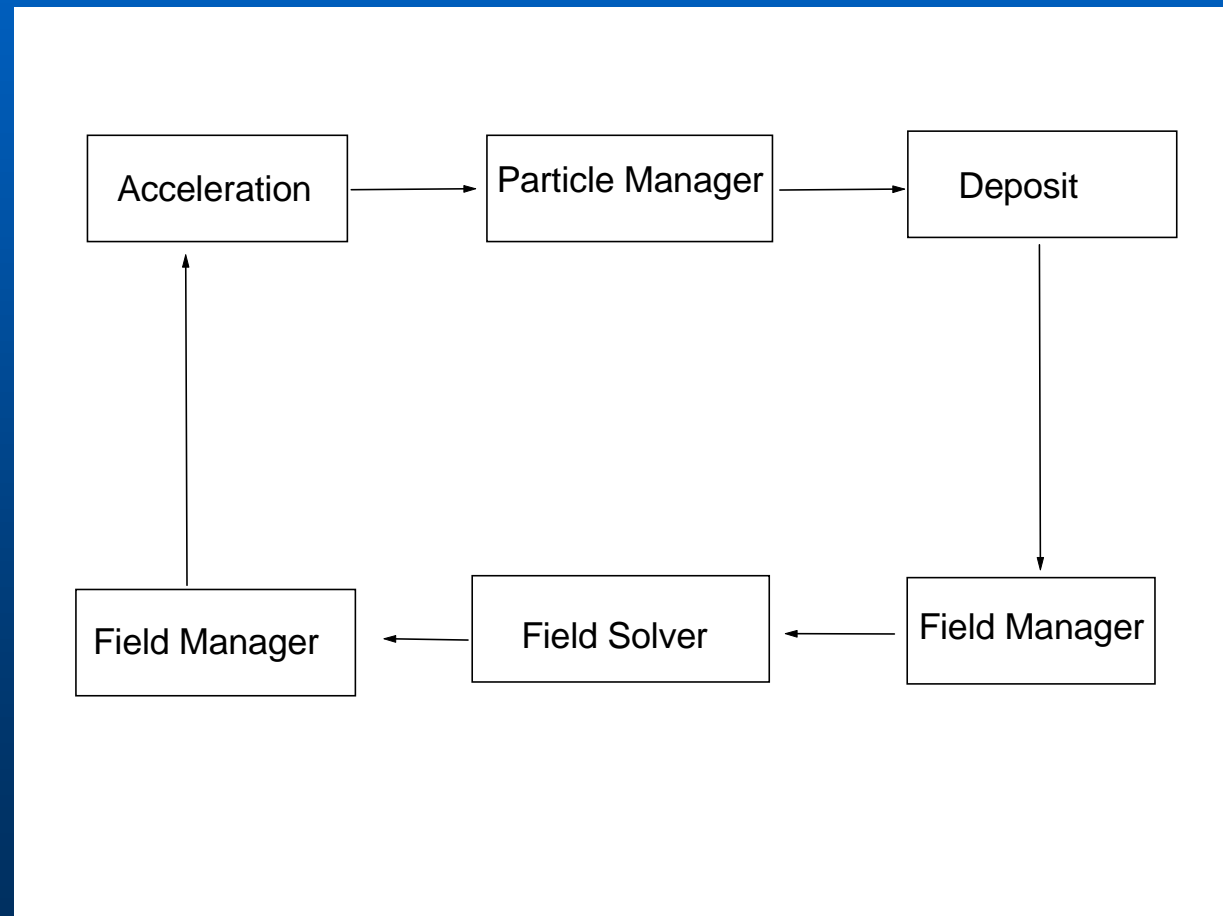 Acceleration
Particle Manager
Deposit
Field Manager
Field Solver
Field Manager